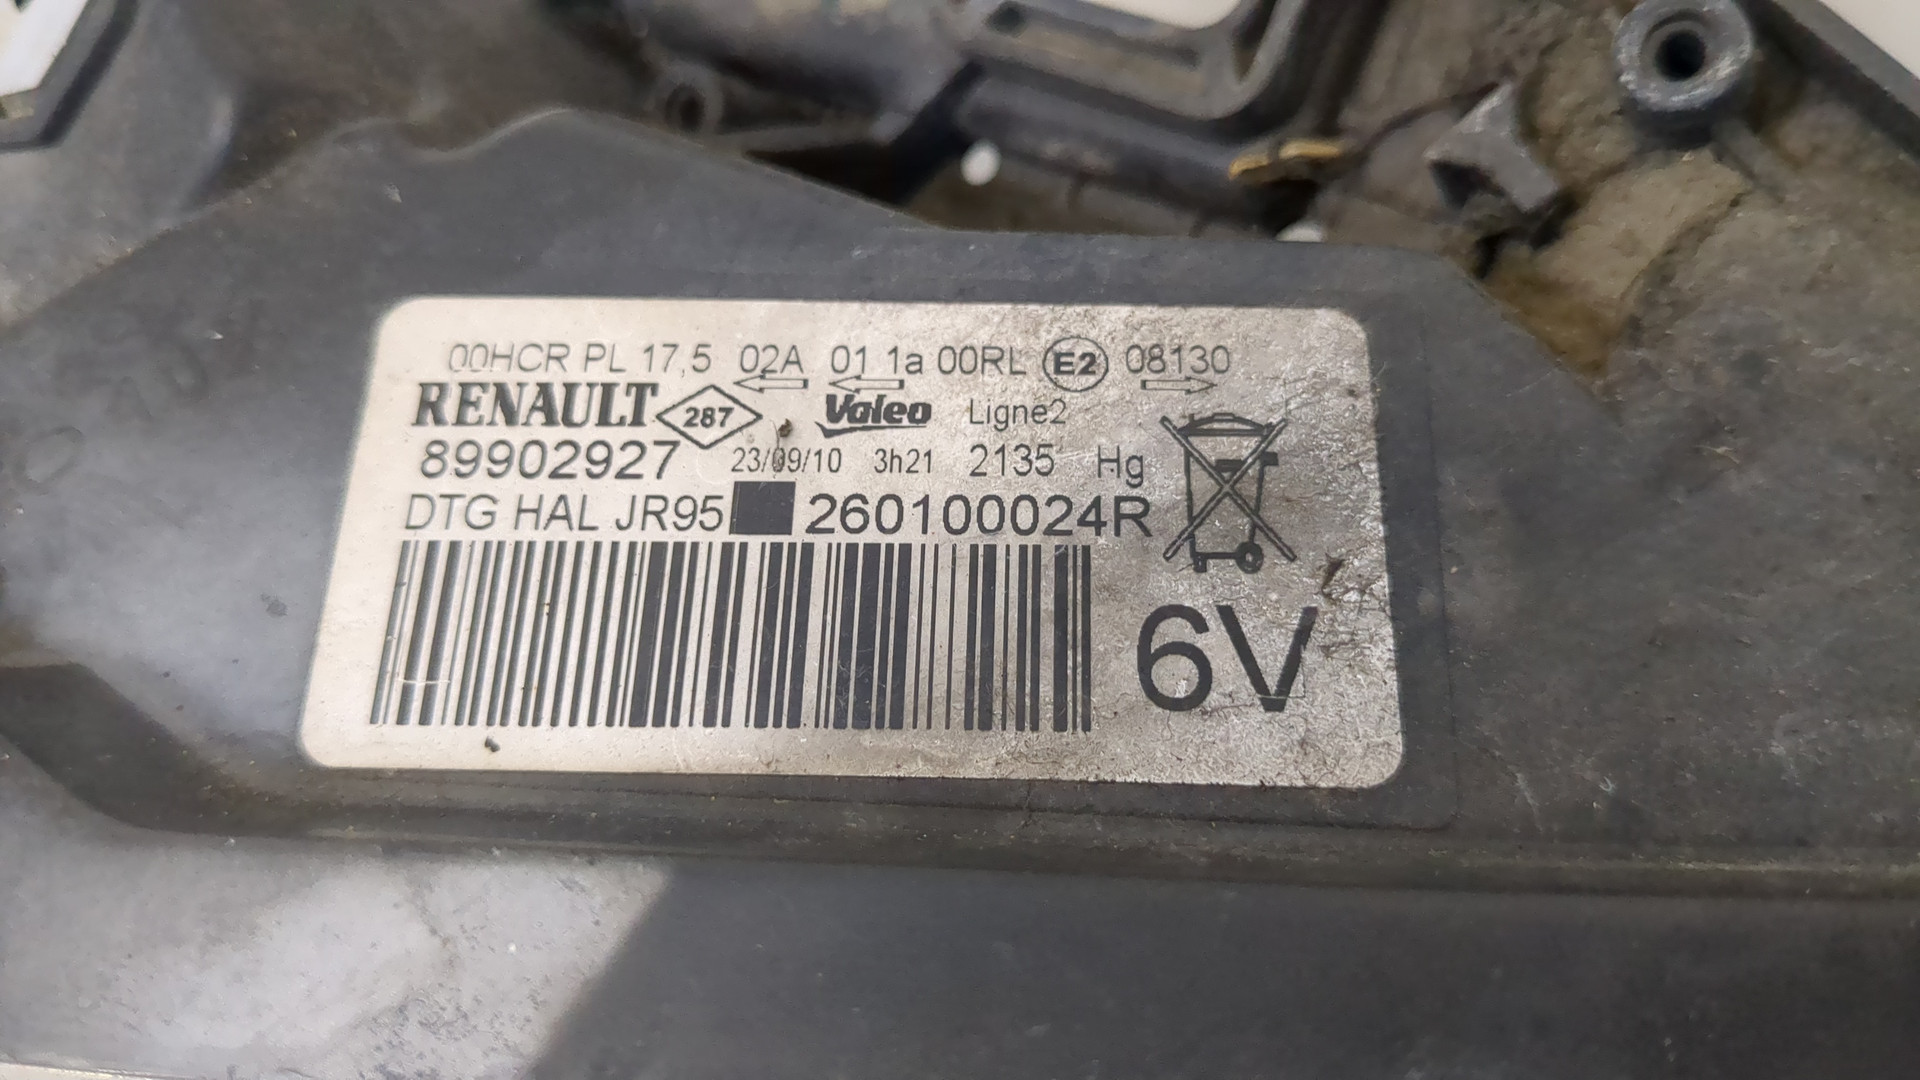 00HCR PL 17,5 02A 01 1a 00RL E2 08130
RENAULT 287 Valeo Ligne2
89902927 23/09/10 3h21 2135 Hg
DTG HAL JR95 260100024R
6V